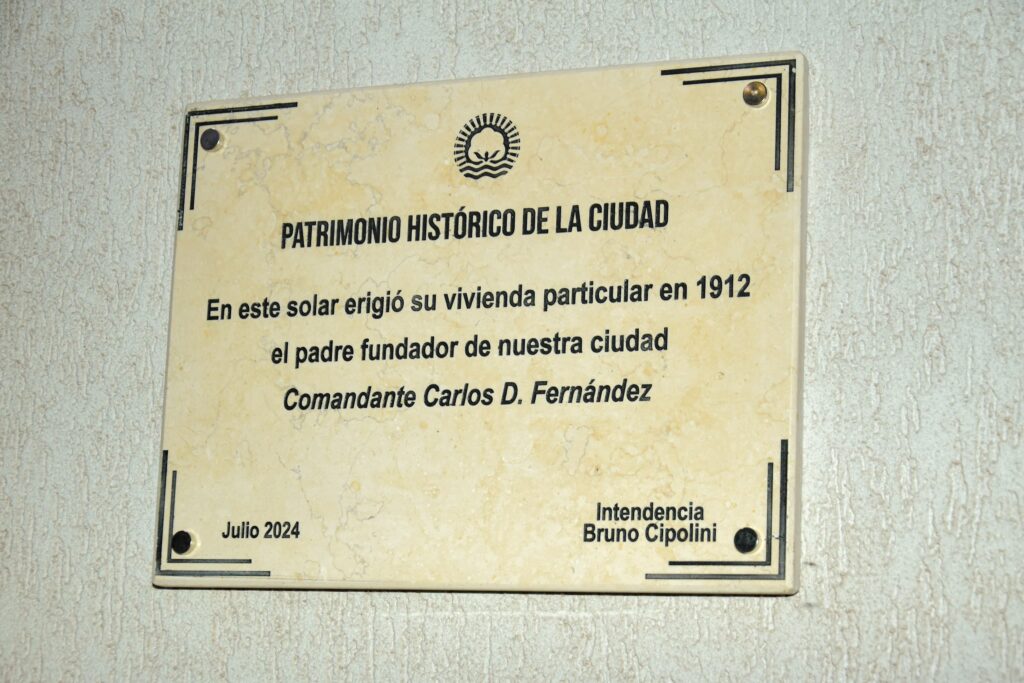 PATRIMONIO HISTÓRICO DE LA CIUDAD
En este solar erigió su vivienda particular en 1912
el padre fundador de nuestra ciudad
Comandante Carlos D. Fernández
Julio 2024
Intendencia
Bruno Cipolini